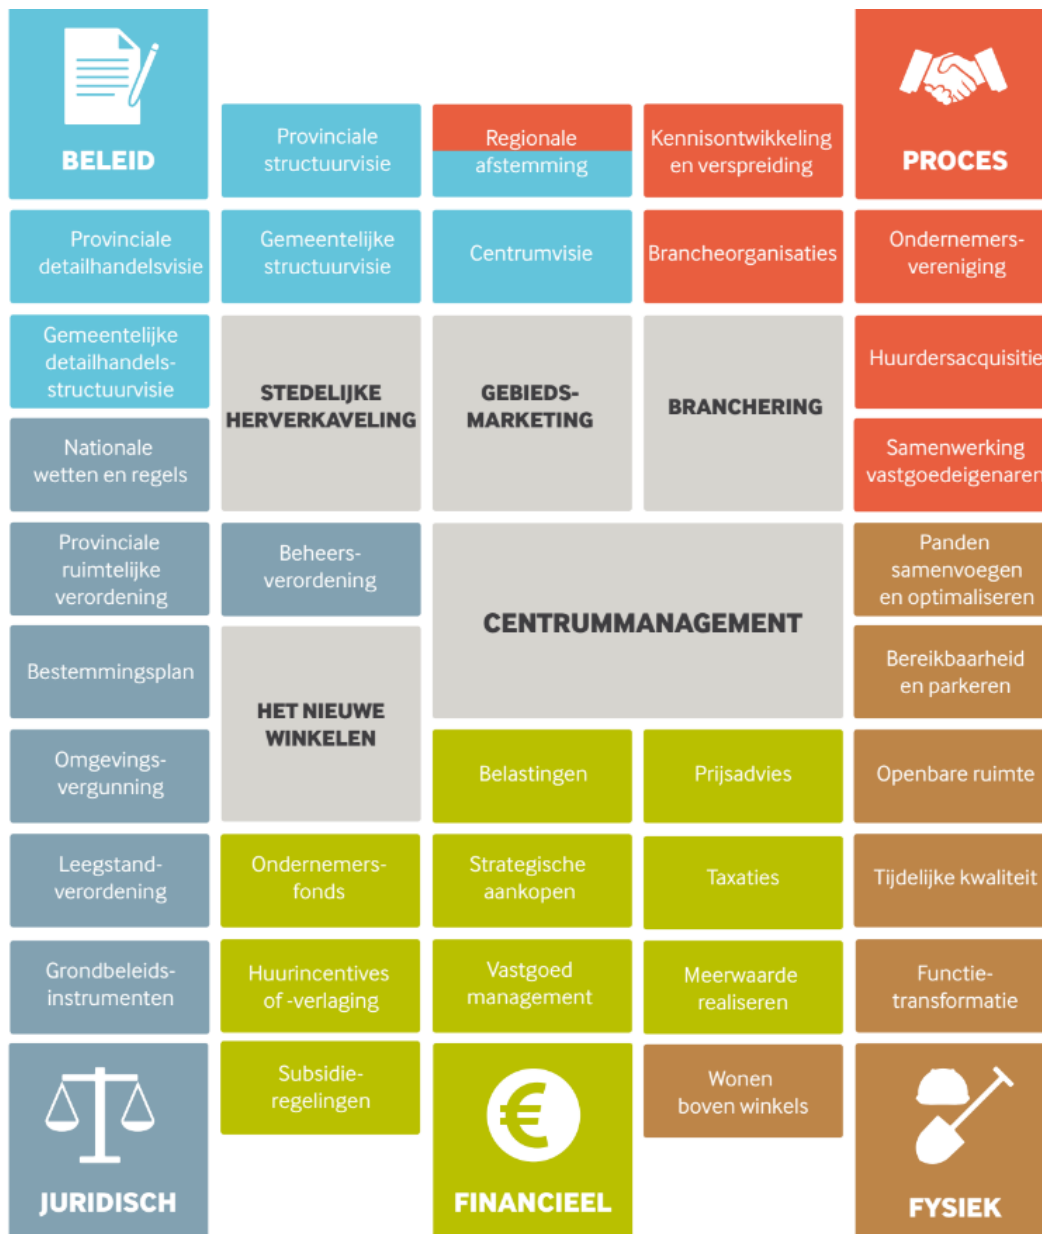 BELEID
Provinciale
structuurvisie
Regionale
afstemming
Kennisontwikkeling
en verspreiding
PROCES
Provinciale
detailhandelsvisie
Gemeentelijke
structuurvisie
Centrumvisie
Brancheorganisaties
Ondernemers-
vereniging
Gemeentelijke
detailhandels-
structuurvisie
STEDELIJKE
HERVERKAVELING
GEBIEDS-
MARKETING
BRANCHERING
Huurdersacquisitie
Nationale
wetten en regels
Samenwerking
vastgoedeigenaren
Provinciale
ruimtelijke
verordening
Beheers-
verordening
CENTRUMMANAGEMENT
Panden
samenvoegen
en optimaliseren
Bestemmingsplan
HET NIEUWE
WINKELEN
Bereikbaarheid
en parkeren
Omgevings-
vergunning
Belastingen
Prijsadvies
Openbare ruimte
Leegstand-
verordening
Ondernemers-
fonds
Strategische
aankopen
Taxaties
Tijdelijke kwaliteit
Grondbeleids-
instrumenten
Huurincentives
of -verlaging
Vastgoed
management
Meerwaarde
realiseren
Functie-
transformatie
JURIDISCH
Subsidie-
regelingen
€
FINANCIEEL
Wonen
boven winkels
FYSIEK